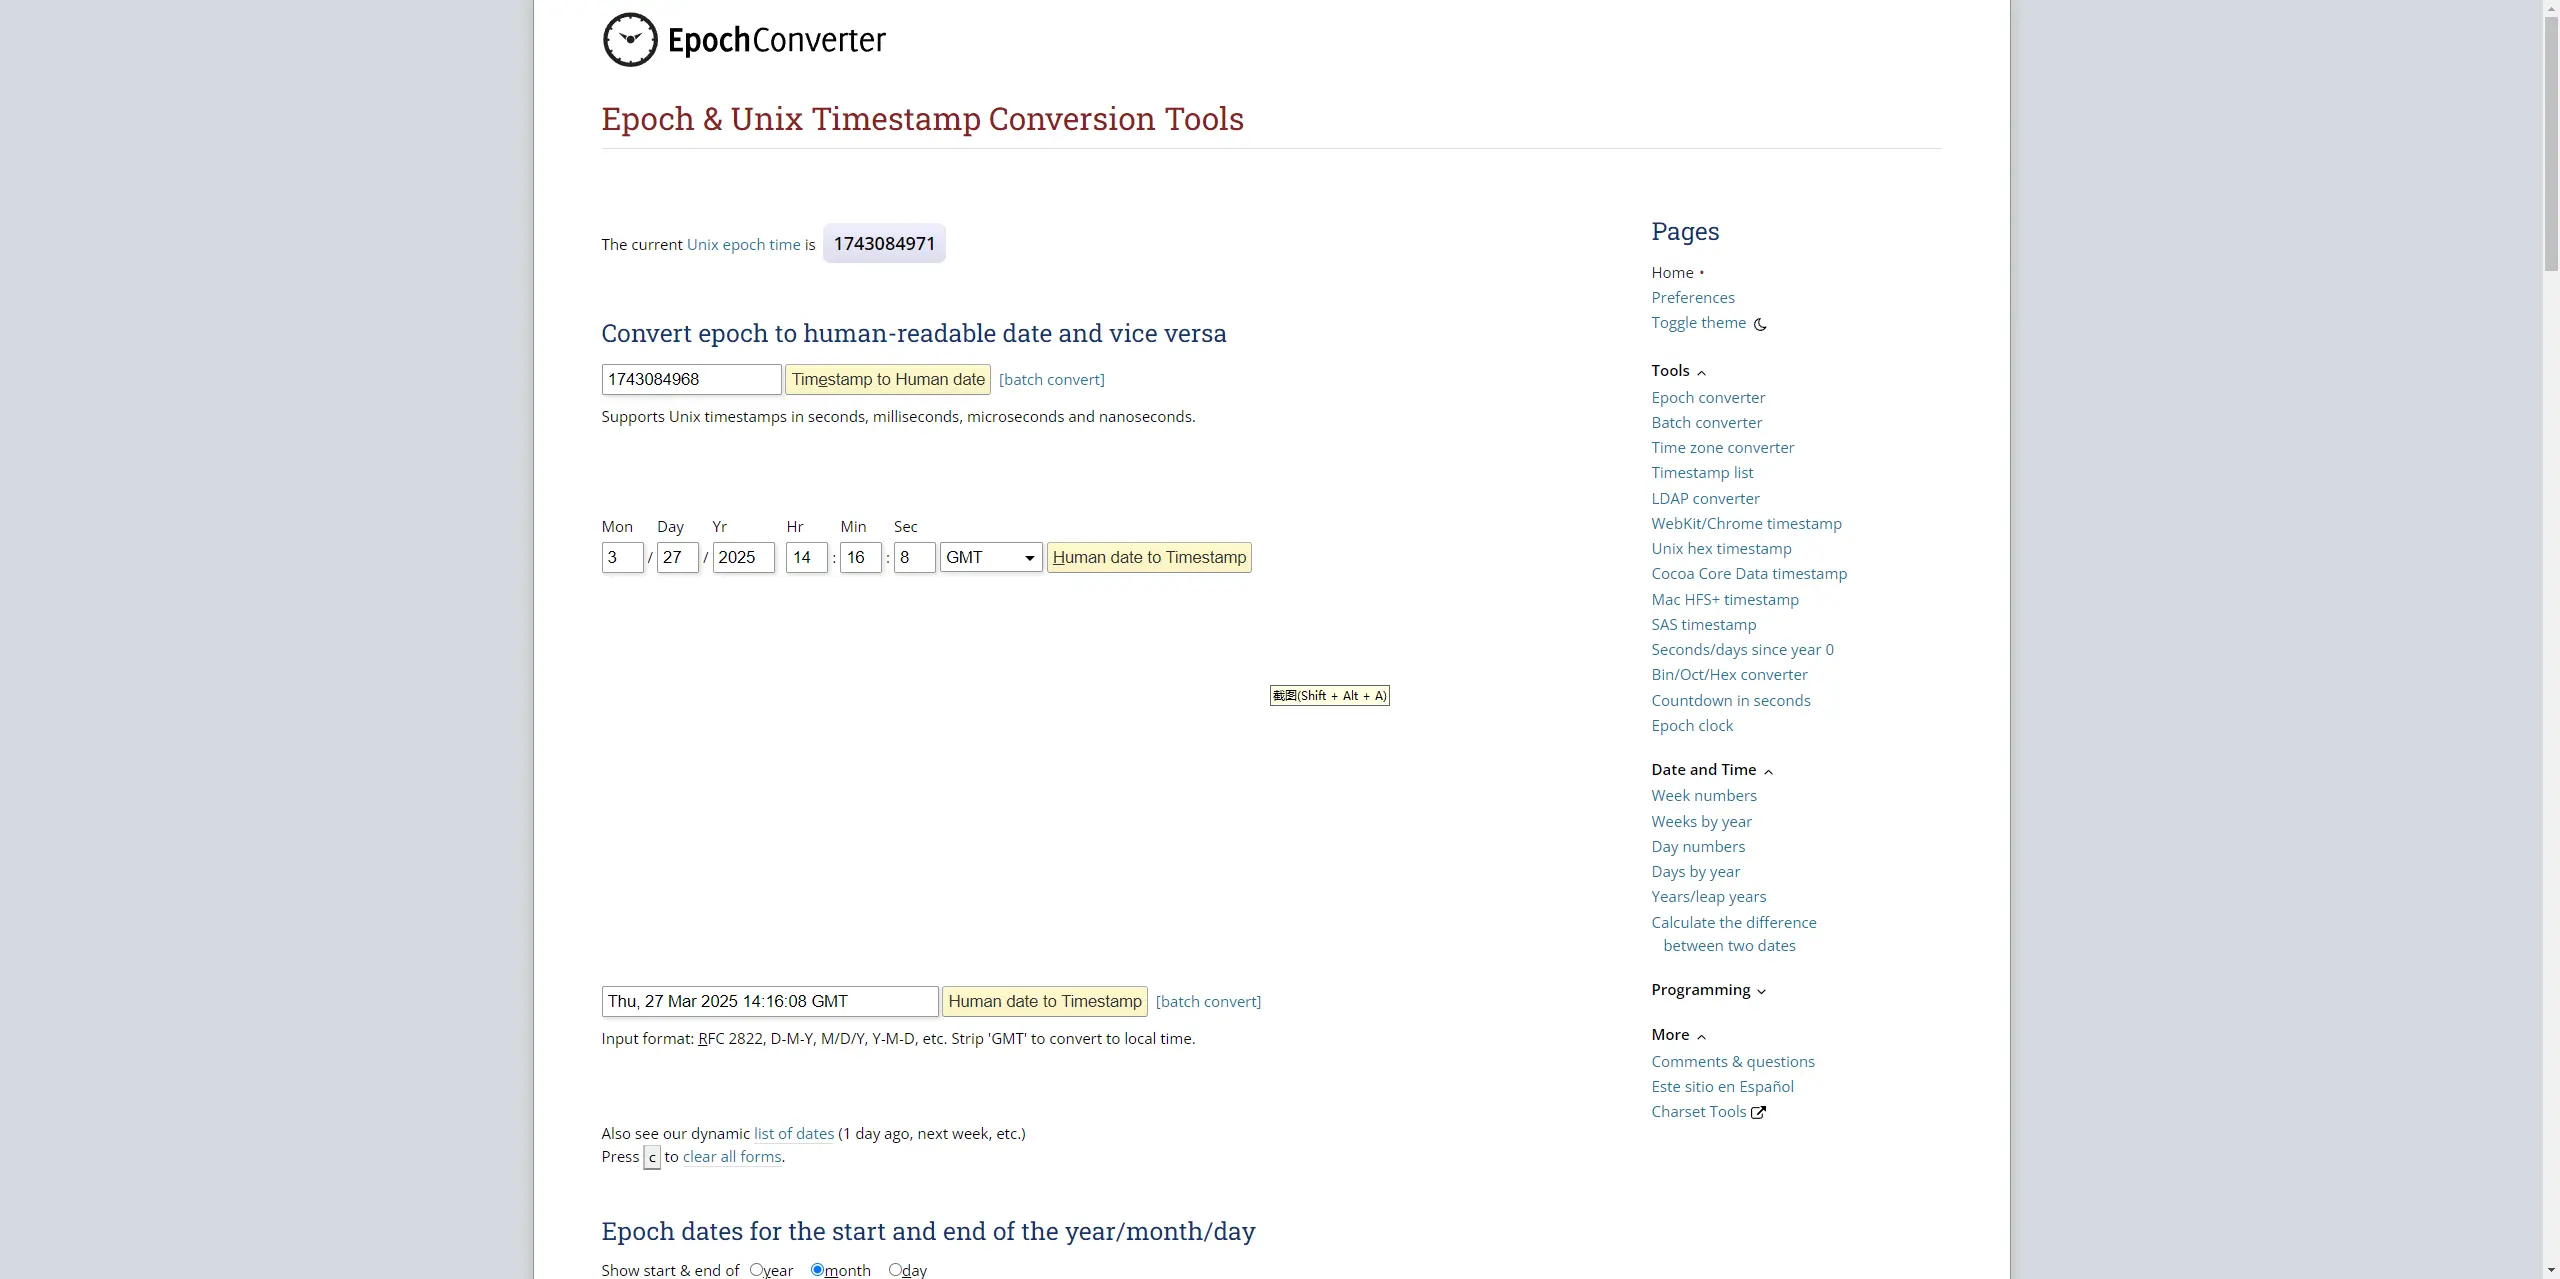 EpochConverter
Epoch & Unix Timestamp Conversion Tools
The current Unix epoch time is 1743084971
Convert epoch to human-readable date and vice versa
1743084968 Timestamp to Human date [batch convert]
Supports Unix timestamps in seconds, milliseconds, microseconds and nanoseconds.
Mon Day Yr Hr Min Sec
3 / 27 / 2025 14 : 16 : 8 GMT Human date to Timestamp
截图(Shift + Alt + A)
Thu, 27 Mar 2025 14:16:08 GMT Human date to Timestamp [batch convert]
Input format: RFC 2822, D-M-Y, M/D/Y, Y-M-D, etc. Strip 'GMT' to convert to local time.
Also see our dynamic list of dates (1 day ago, next week, etc.)
Press c to clear all forms.
Epoch dates for the start and end of the year/month/day
Show start & end of year month day
Pages
Home •
Preferences
Toggle theme
Tools
Epoch converter
Batch converter
Time zone converter
Timestamp list
LDAP converter
WebKit/Chrome timestamp
Unix hex timestamp
Cocoa Core Data timestamp
Mac HFS+ timestamp
SAS timestamp
Seconds/days since year 0
Bin/Oct/Hex converter
Countdown in seconds
Epoch clock
Date and Time
Week numbers
Weeks by year
Day numbers
Days by year
Years/leap years
Calculate the difference
between two dates
Programming
More
Comments & questions
Este sitio en Español
Charset Tools